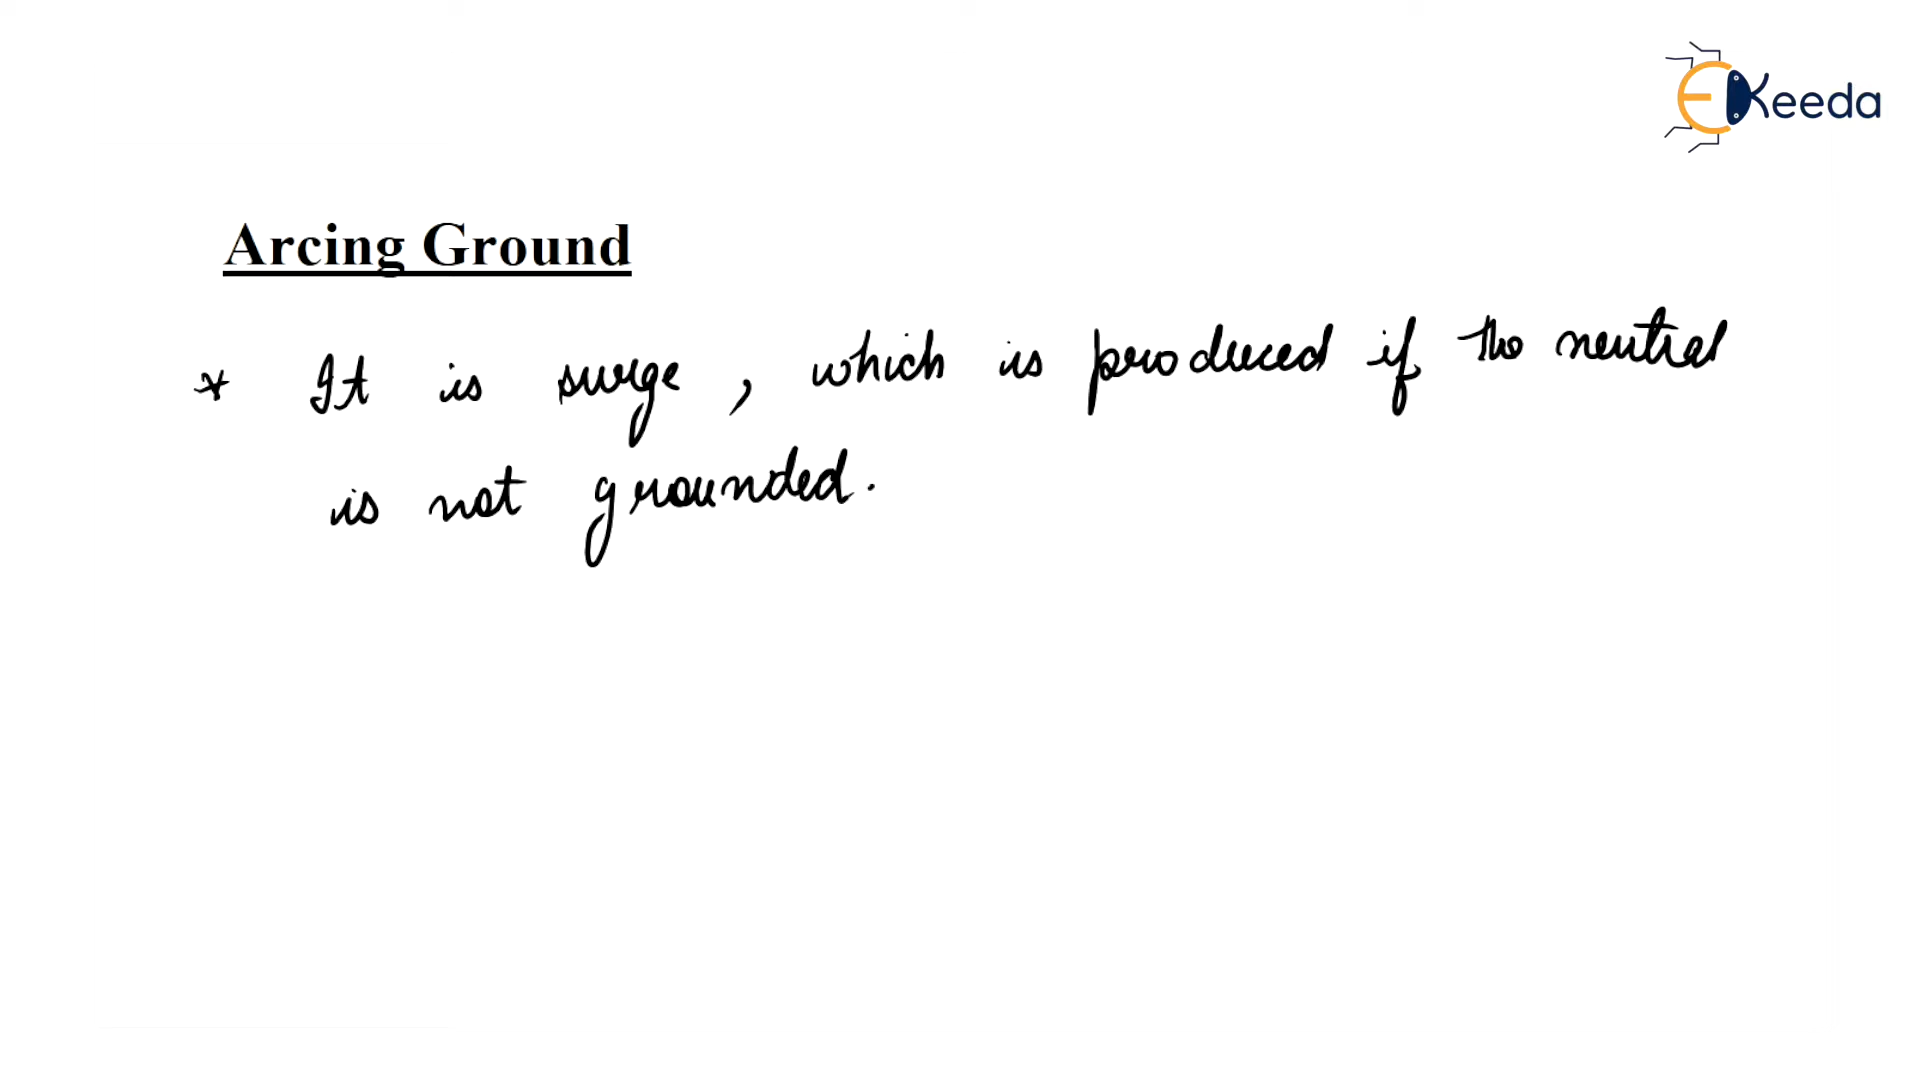 EKeeda
Arcing Ground
* It is surge, which is produced if the neutral
is not grounded.